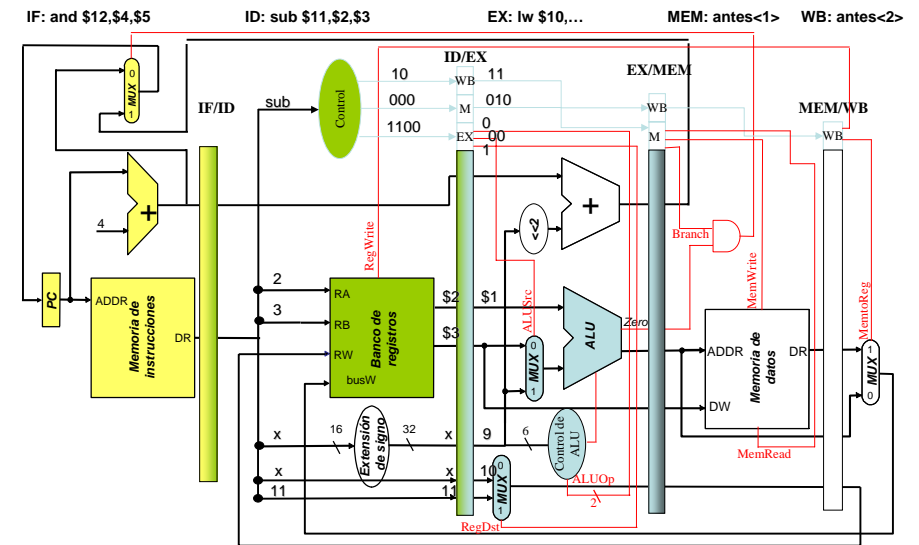 IF: and $12,$4,$5
ID: sub $11,$2,$3
EX: lw $10,…
MEM: antes<1>
WB: antes<2>
ID/EX
EX/MEM
MEM/WB
IF/ID
0
MUX
1
sub
Control
10
000
1100
WB
M
EX
11
010
0
00
1
WB
M
WB
4
+
<<2
+
RegWrite
Branch
MemWrite
MemtoReg
PC
ADDR
Memoria de
instrucciones
DR
2
3
RA
RB
RW
busW
Banco de
registros
$2
$3
$1
ALUSrc
0
MUX
1
ALU
Zero
ADDR
DW
Memoria de
datos
DR
1
MUX
0
MemRead
x
16
Extensión
de signo
32
x
9
6
Control de
ALU
x
x
10
11
11
0
MUX
1
ALUOp
2
RegDst